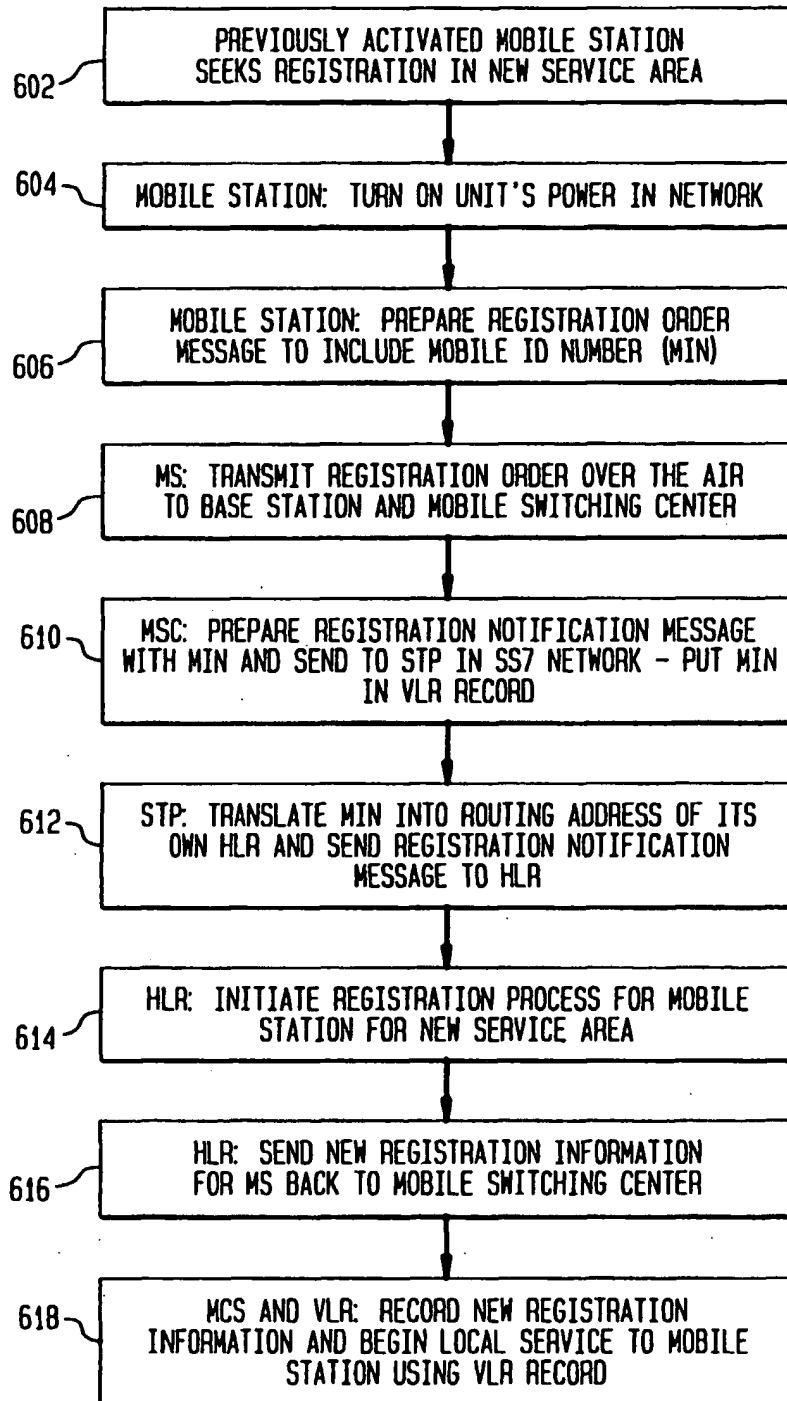 602
PREVIOUSLY ACTIVATED MOBILE STATION
SEEKS REGISTRATION IN NEW SERVICE AREA
604
MOBILE STATION: TURN ON UNIT'S POWER IN NETWORK
606
MOBILE STATION: PREPARE REGISTRATION ORDER
MESSAGE TO INCLUDE MOBILE ID NUMBER (MIN)
608
MS: TRANSMIT REGISTRATION ORDER OVER THE AIR
TO BASE STATION AND MOBILE SWITCHING CENTER
610
MSC: PREPARE REGISTRATION NOTIFICATION MESSAGE
WITH MIN AND SEND TO STP IN SS7 NETWORK - PUT MIN
IN VLR RECORD
612
STP: TRANSLATE MIN INTO ROUTING ADDRESS OF ITS
OWN HLR AND SEND REGISTRATION NOTIFICATION
MESSAGE TO HLR
614
HLR: INITIATE REGISTRATION PROCESS FOR MOBILE
STATION FOR NEW SERVICE AREA
616
HLR: SEND NEW REGISTRATION INFORMATION
FOR MS BACK TO MOBILE SWITCHING CENTER
618
MCS AND VLR: RECORD NEW REGISTRATION
INFORMATION AND BEGIN LOCAL SERVICE TO MOBILE
STATION USING VLR RECORD